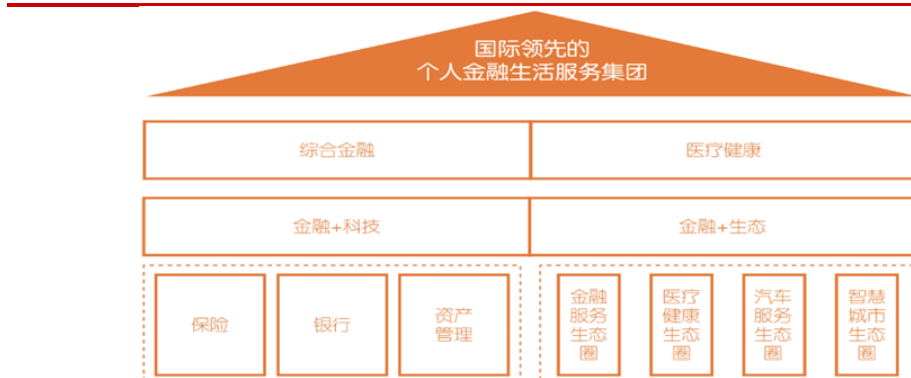 国际领先的
个人金融生活服务集团
综合金融
医疗健康
金融+科技
金融+生态
保险
银行
资产
管理
金融
服务
生态
圈
医疗
健康
生态
圈
汽车
服务
生态
圈
智慧
城市
生态
圈